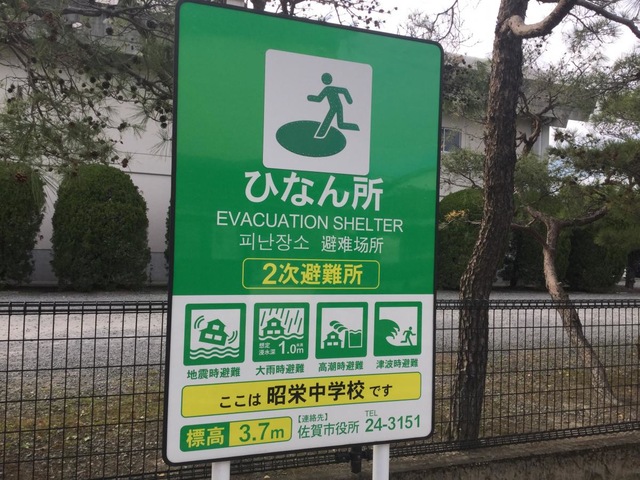 ひなん所
EVACUATION SHELTER
피난장소 避难场所
2次避難所
想定
浸水深 1.0m
地震時避難 大雨時避難 高潮時避難 津波時避難
ここは 昭栄中学校 です
標高 3.7m 【連絡先】 佐賀市役所 TEL 24-3151